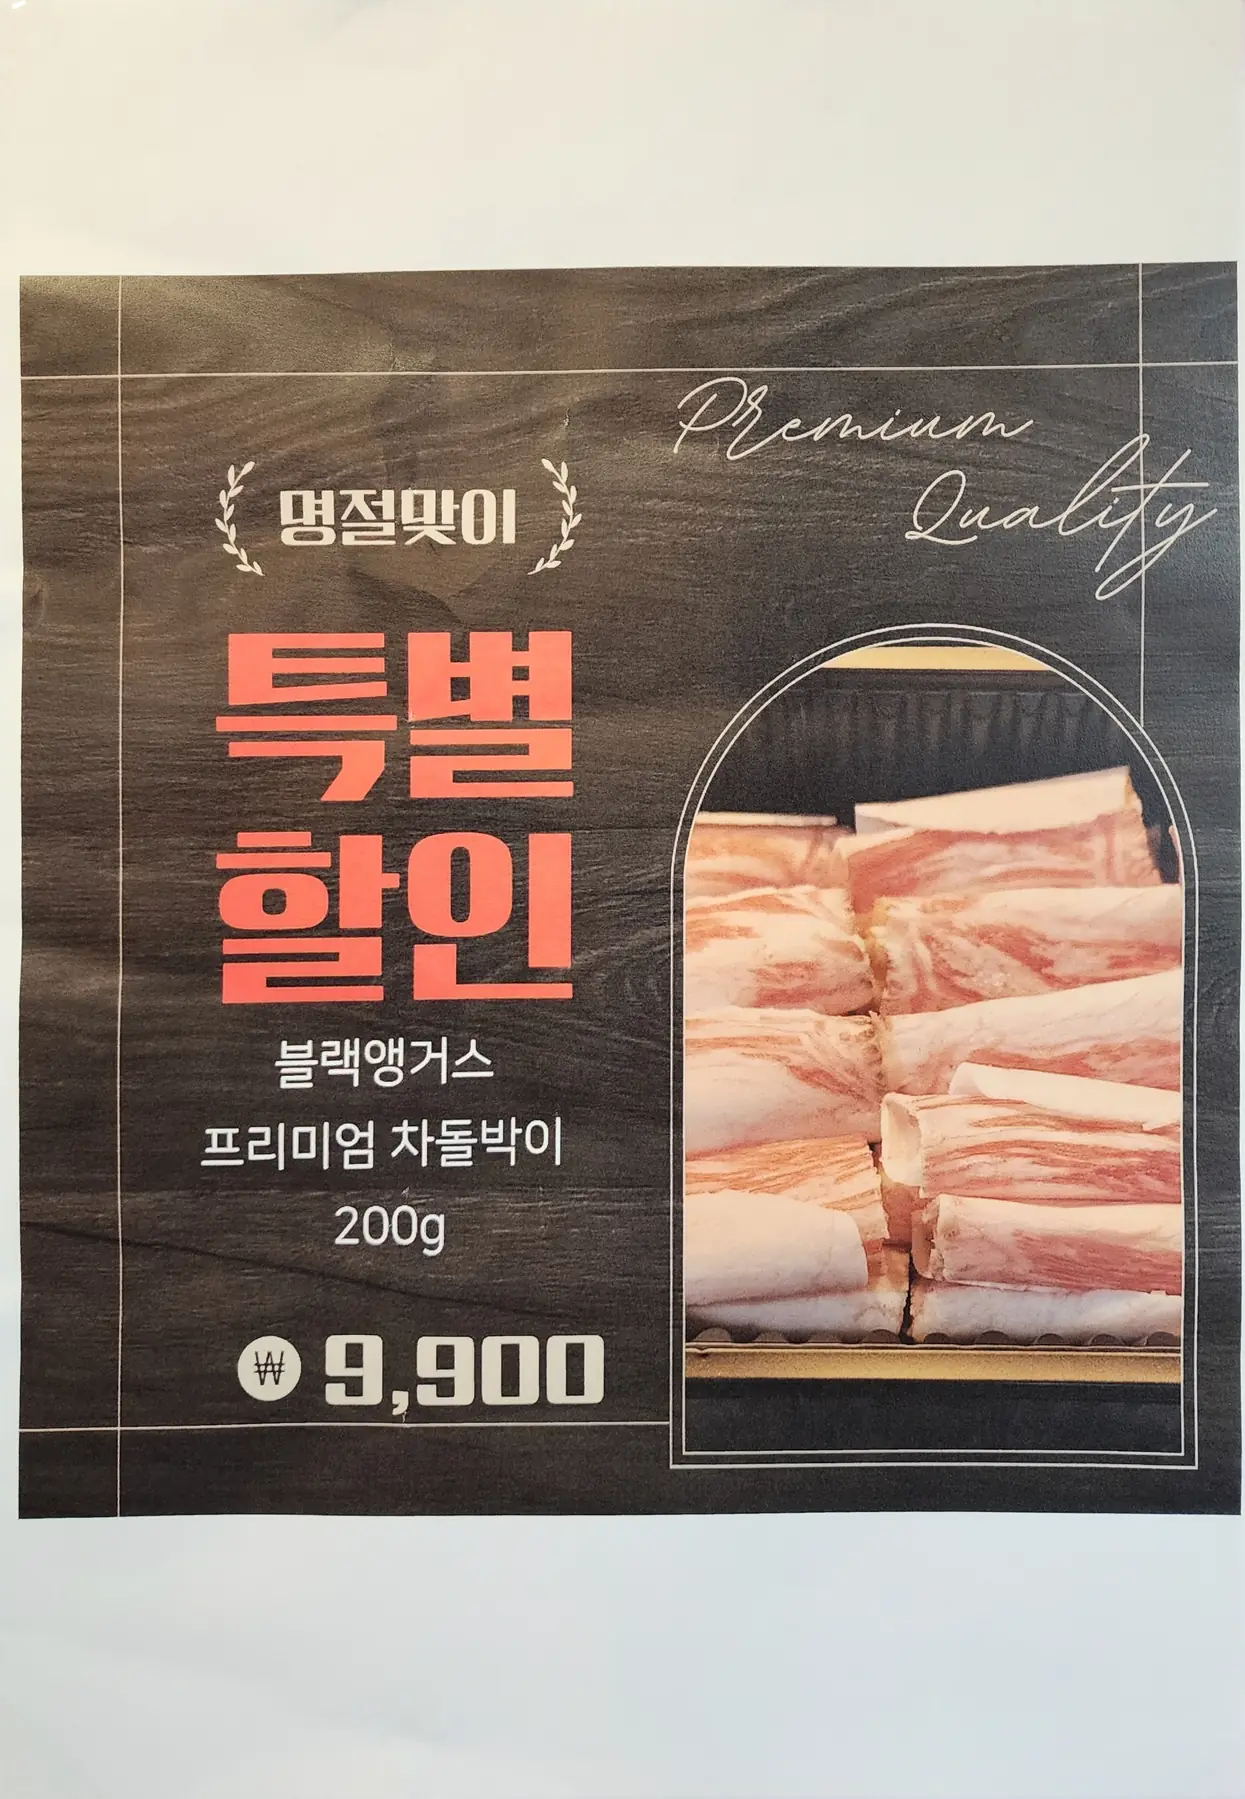 Premium
Quality
명절맞이
특별
할인
블랙앵거스
프리미엄 차돌박이
200g
₩ 9,900